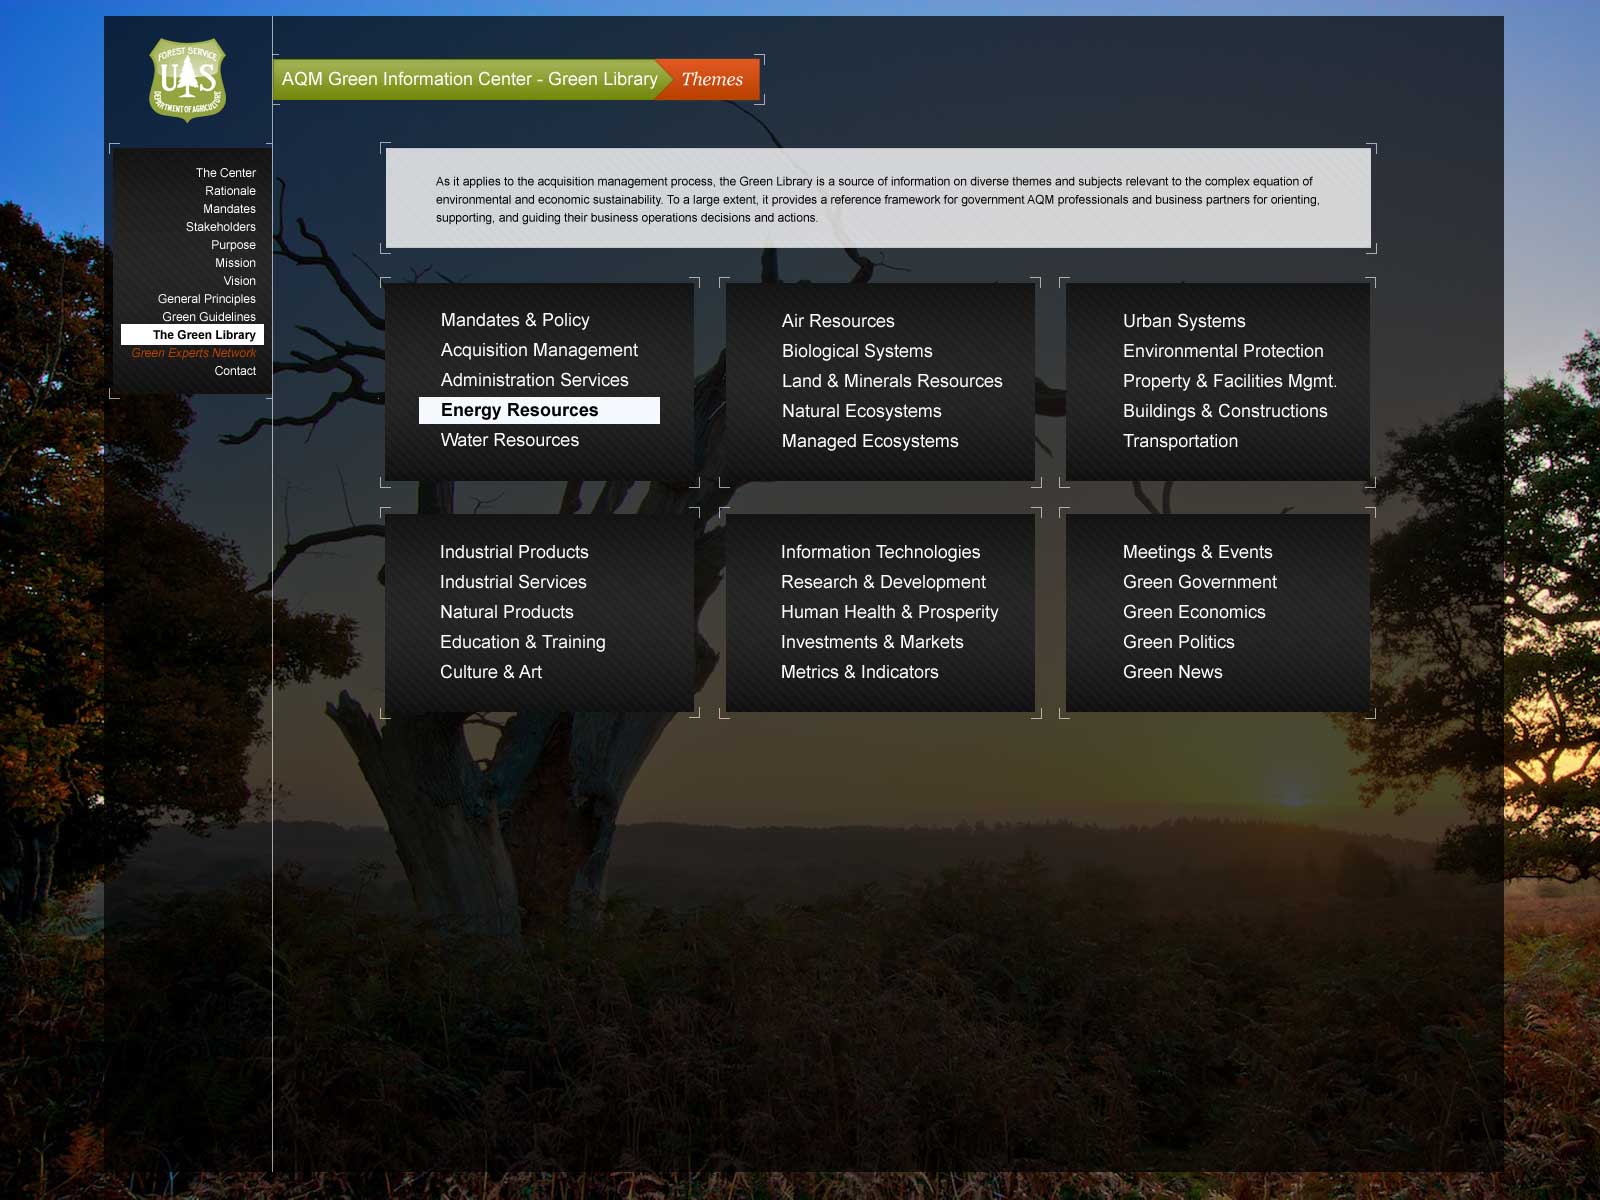 FOREST SERVICE
US
DEPARTMENT OF AGRICULTURE
AQM Green Information Center - Green Library
Themes
The Center
Rationale
Mandates
Stakeholders
Purpose
Mission
Vision
General Principles
Green Guidelines
The Green Library
Green Experts Network
Contact
As it applies to the acquisition management process, the Green Library is a source of information on diverse themes and subjects relevant to the complex equation of
environmental and economic sustainability. To a large extent, it provides a reference framework for government AQM professionals and business partners for orienting,
supporting, and guiding their business operations decisions and actions.
Mandates & Policy
Acquisition Management
Administration Services
Energy Resources
Water Resources
Air Resources
Biological Systems
Land & Minerals Resources
Natural Ecosystems
Managed Ecosystems
Urban Systems
Environmental Protection
Property & Facilities Mgmt.
Buildings & Constructions
Transportation
Industrial Products
Industrial Services
Natural Products
Education & Training
Culture & Art
Information Technologies
Research & Development
Human Health & Prosperity
Investments & Markets
Metrics & Indicators
Meetings & Events
Green Government
Green Economics
Green Politics
Green News